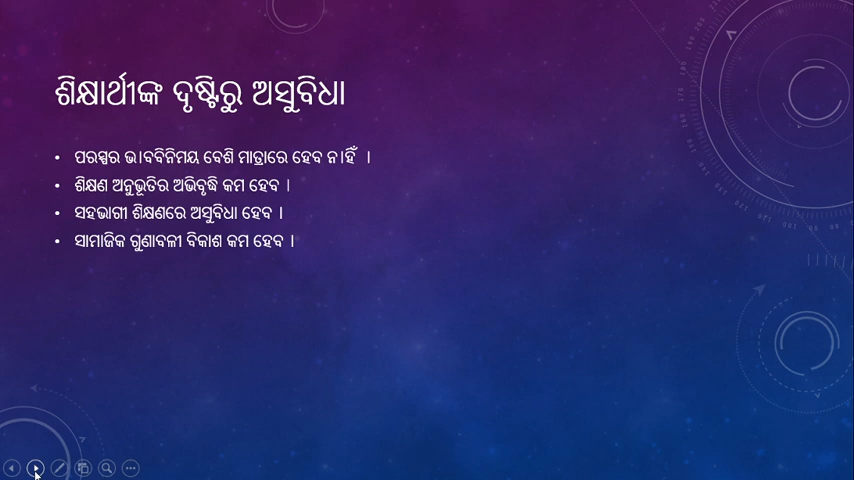 ଶିକ୍ଷାର୍ଥୀଙ୍କ ଦୃଷ୍ଟିରୁ ଅସୁବିଧା
• ପରସ୍ପର ଭାବବିନିମୟ ବେଶି ମାତ୍ରାରେ ହେବ ନାହିଁ ।
• ଶିକ୍ଷଣ ଅନୁଭୂତିର ଅଭିବୃଦ୍ଧି କମ ହେବ ।
• ସହଭାଗୀ ଶିକ୍ଷଣରେ ଅସୁବିଧା ହେବ ।
• ସାମାଜିକ ଗୁଣାବଳୀ ବିକାଶ କମ ହେବ ।